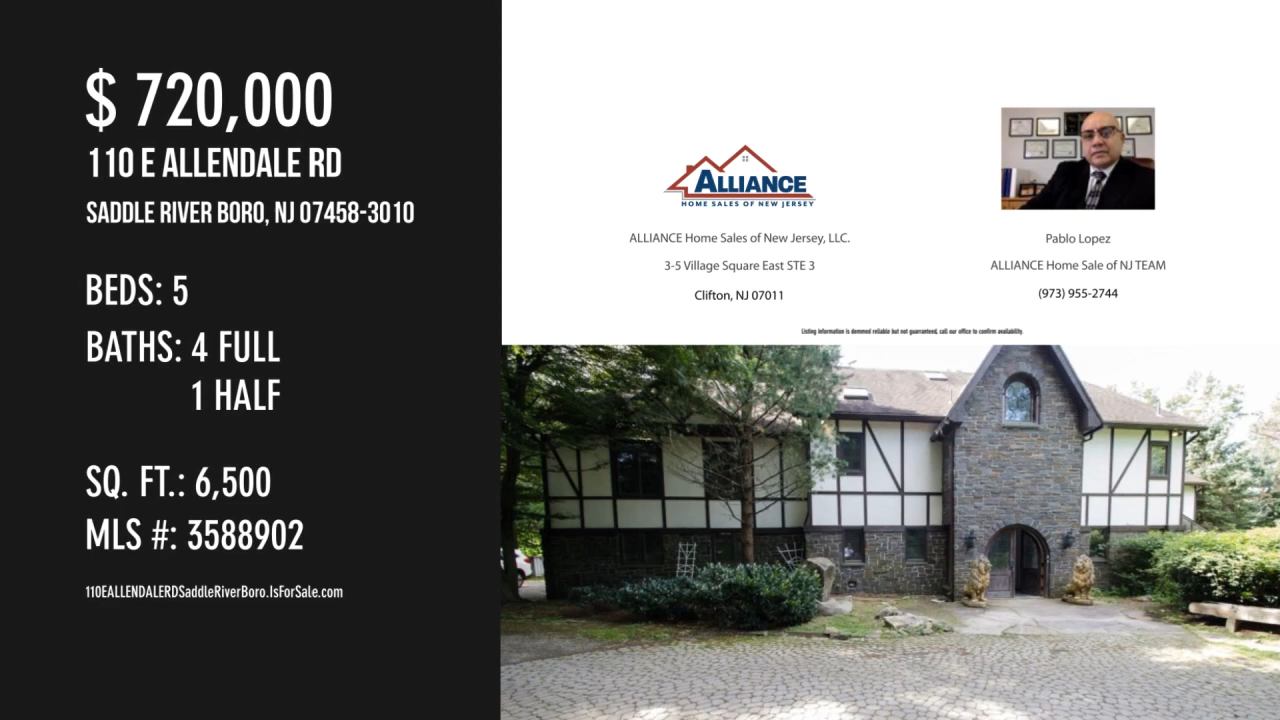 $ 720,000
110 E ALLENDALE RD
SADDLE RIVER BORO, NJ 07458-3010
BEDS: 5
BATHS: 4 FULL
1 HALF
SQ. FT.: 6,500
MLS #: 3588902
110EALLENDALERDSaddleRiverBoro.IsForSale.com
ALLIANCE
HOME SALES OF NEW JERSEY
ALLIANCE Home Sales of New Jersey, LLC.
3-5 Village Square East STE 3
Clifton, NJ 07011
Pablo Lopez
ALLIANCE Home Sale of NJ TEAM
(973) 955-2744
Listing information is demmed reliable but not guarranteed, call our office to confirm availability.